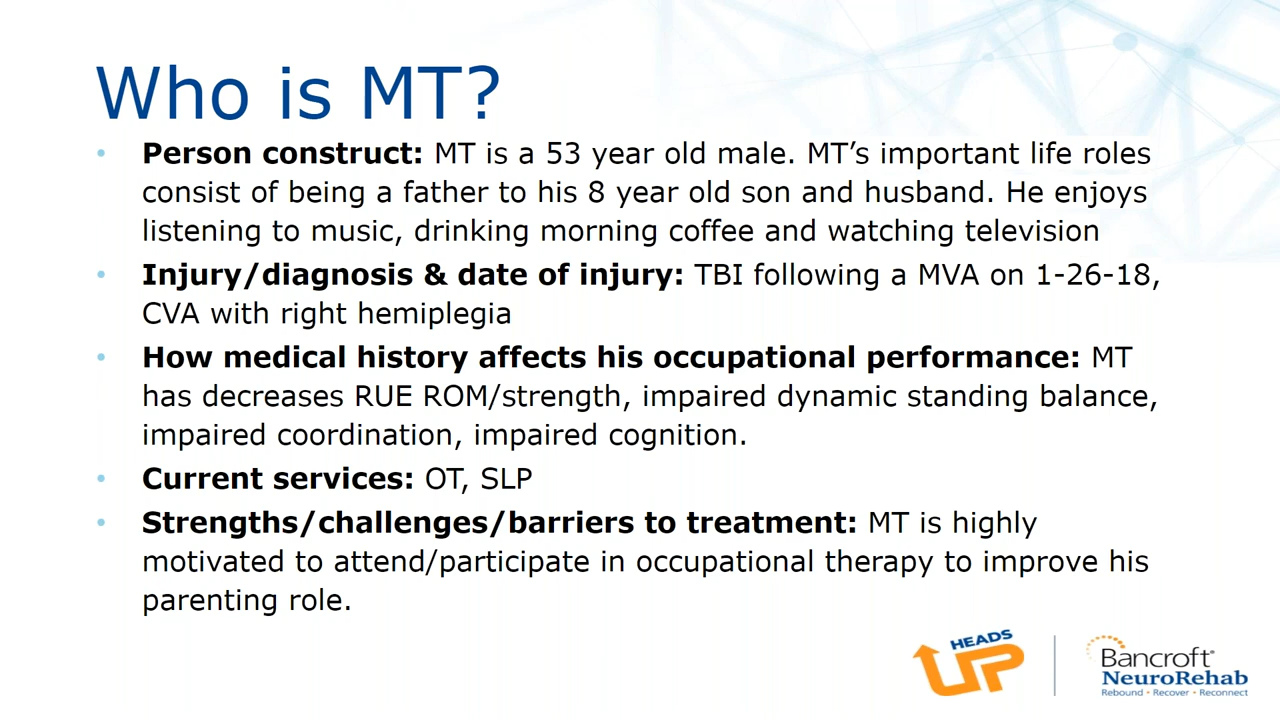 Who is MT?
• Person construct: MT is a 53 year old male. MT’s important life roles
consist of being a father to his 8 year old son and husband. He enjoys
listening to music, drinking morning coffee and watching television
• Injury/diagnosis & date of injury: TBI following a MVA on 1-26-18,
CVA with right hemiplegia
• How medical history affects his occupational performance: MT
has decreases RUE ROM/strength, impaired dynamic standing balance,
impaired coordination, impaired cognition.
• Current services: OT, SLP
• Strengths/challenges/barriers to treatment: MT is highly
motivated to attend/participate in occupational therapy to improve his
parenting role.
HEADS
UP
Bancroft®
NeuroRehab
Rebound • Recover • Reconnect